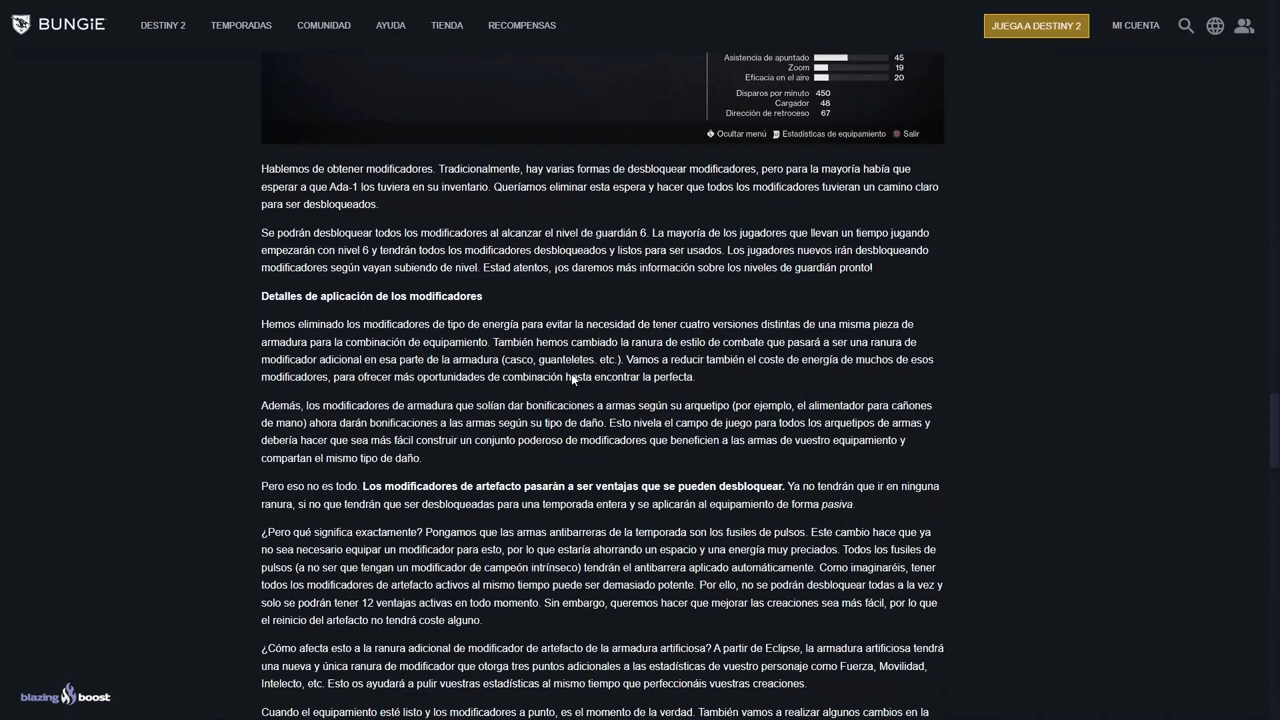 BUNGiE DESTINY 2 TEMPORADAS COMUNIDAD AYUDA TIENDA RECOMPENSAS JUEGA A DESTINY 2 MI CUENTA
Asistencia de apuntado 45
Zoom 19
Eficacia en el aire 20
Disparos por minuto 450
Cargador 48
Dirección de retroceso 67
Ocultar menú Estadísticas de equipamiento Salir
Hablemos de obtener modificadores. Tradicionalmente, hay varias formas de desbloquear modificadores, pero para la mayoría había que
esperar a que Ada-1 los tuviera en su inventario. Queríamos eliminar esta espera y hacer que todos los modificadores tuvieran un camino claro
para ser desbloqueados.
Se podrán desbloquear todos los modificadores al alcanzar el nivel de guardián 6. La mayoría de los jugadores que llevan un tiempo jugando
empezarán con nivel 6 y tendrán todos los modificadores desbloqueados y listos para ser usados. Los jugadores nuevos irán desbloqueando
modificadores según vayan subiendo de nivel. Estad atentos, ¡os daremos más información sobre los niveles de guardián pronto!
Detalles de aplicación de los modificadores
Hemos eliminado los modificadores de tipo de energía para evitar la necesidad de tener cuatro versiones distintas de una misma pieza de
armadura para la combinación de equipamiento. También hemos cambiado la ranura de estilo de combate que pasará a ser una ranura de
modificador adicional en esa parte de la armadura (casco, guanteletes. etc.). Vamos a reducir también el coste de energía de muchos de esos
modificadores, para ofrecer más oportunidades de combinación hasta encontrar la perfecta.
Además, los modificadores de armadura que solían dar bonificaciones a armas según su arquetipo (por ejemplo, el alimentador para cañones
de mano) ahora darán bonificaciones a las armas según su tipo de daño. Esto nivela el campo de juego para todos los arquetipos de armas y
debería hacer que sea más fácil construir un conjunto poderoso de modificadores que beneficien a las armas de vuestro equipamiento y
compartan el mismo tipo de daño.
Pero eso no es todo. Los modificadores de artefacto pasarán a ser ventajas que se pueden desbloquear. Ya no tendrán que ir en ninguna
ranura, si no que tendrán que ser desbloqueadas para una temporada entera y se aplicarán al equipamiento de forma pasiva.
¿Pero qué significa exactamente? Pongamos que las armas antibarreras de la temporada son los fusiles de pulsos. Este cambio hace que ya
no sea necesario equipar un modificador para esto, por lo que estaría ahorrando un espacio y una energía muy preciados. Todos los fusiles de
pulsos (a no ser que tengan un modificador de campeón intrínseco) tendrán el antibarrera aplicado automáticamente. Como imaginaréis, tener
todos los modificadores de artefacto activos al mismo tiempo puede ser demasiado potente. Por ello, no se podrán desbloquear todas a la vez y
solo se podrán tener 12 ventajas activas en todo momento. Sin embargo, queremos hacer que mejorar las creaciones sea más fácil, por lo que
el reinicio del artefacto no tendrá coste alguno.
¿Cómo afecta esto a la ranura adicional de modificador de artefacto de la armadura artificiosa? A partir de Eclipse, la armadura artificiosa tendrá
una nueva y única ranura de modificador que otorga tres puntos adicionales a las estadísticas de vuestro personaje como Fuerza, Movilidad,
Intelecto, etc. Esto os ayudará a pulir vuestras estadísticas al mismo tiempo que perfeccionáis vuestras creaciones.
Cuando el equipamiento esté listo y los modificadores a punto, es el momento de la verdad. También vamos a realizar algunos cambios en la
blazing boost